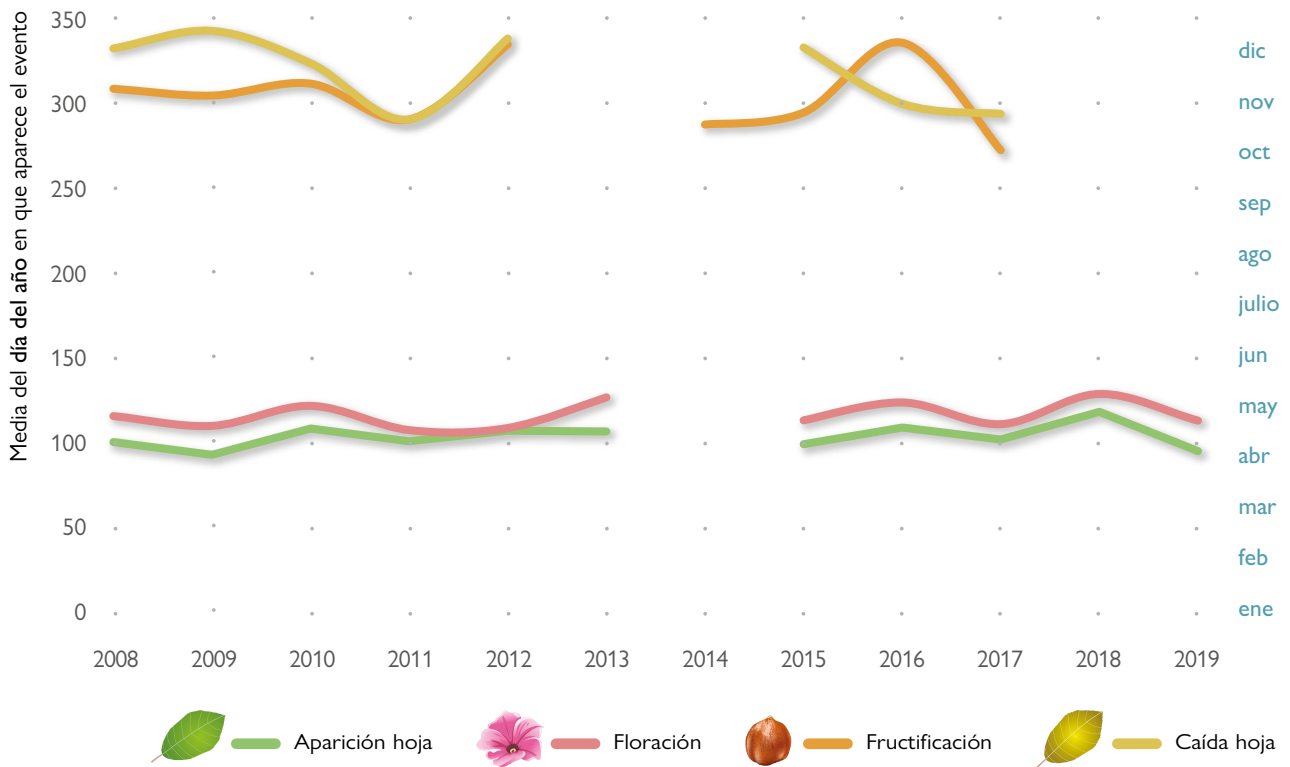 Media del día del año en que aparece el evento
350
300
250
200
150
100
50
0
dic
nov
oct
sep
ago
julio
jun
may
abr
mar
feb
ene
2008 2009 2010 2011 2012 2013 2014 2015 2016 2017 2018 2019
Aparición hoja Floración Fructificación Caída hoja